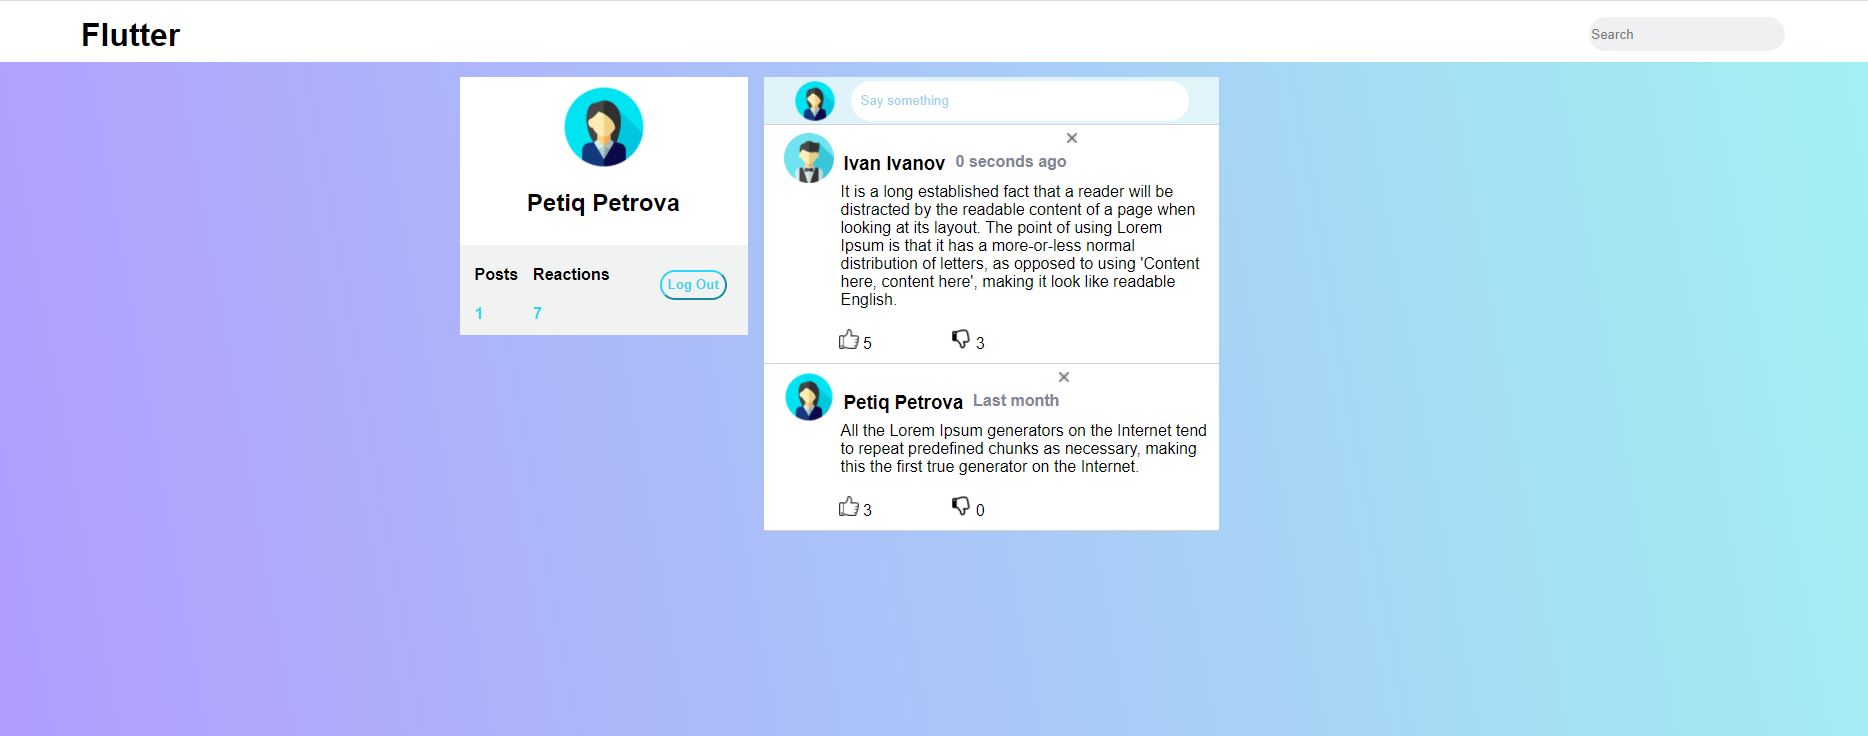 Flutter
Search
Petiq Petrova
Posts Reactions
Log Out
1 7
Say something
Ivan Ivanov 0 seconds ago
It is a long established fact that a reader will be
distracted by the readable content of a page when
looking at its layout. The point of using Lorem
Ipsum is that it has a more-or-less normal
distribution of letters, as opposed to using 'Content
here, content here', making it look like readable
English.
5 3
Petiq Petrova Last month
All the Lorem Ipsum generators on the Internet tend
to repeat predefined chunks as necessary, making
this the first true generator on the Internet.
3 0